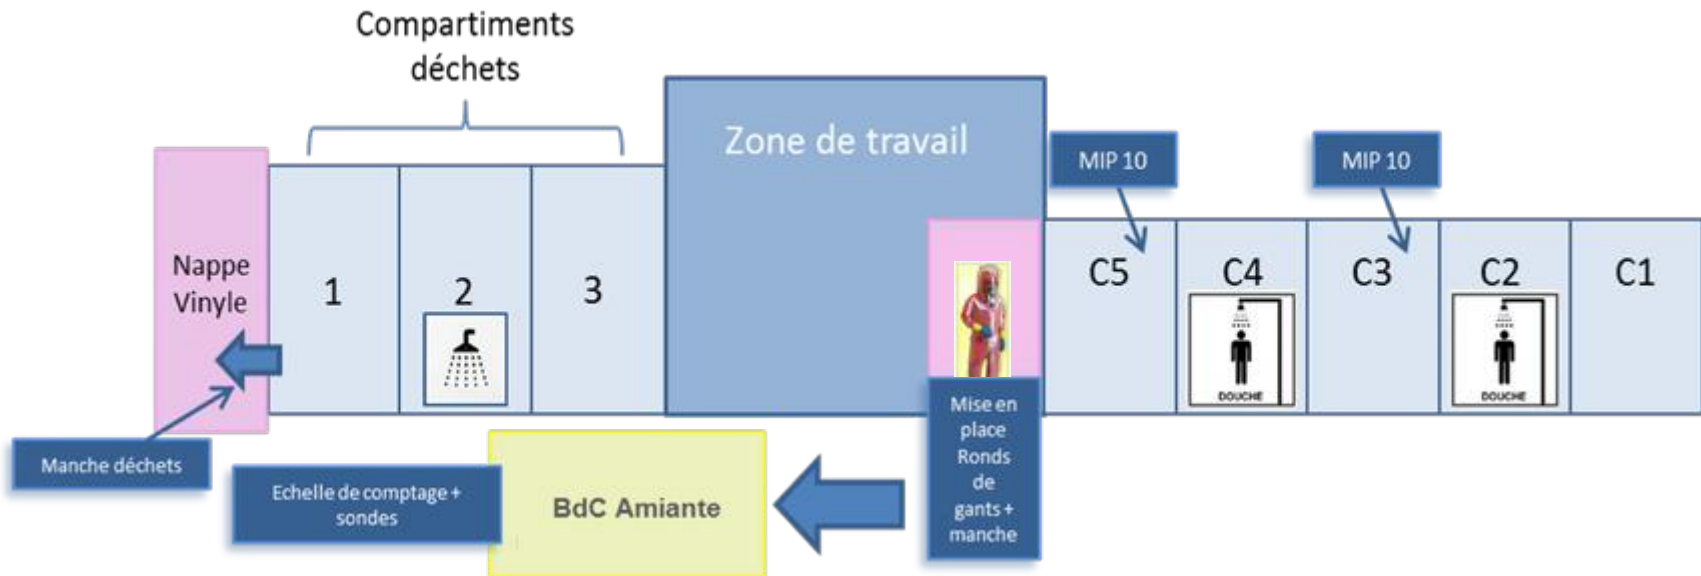 Compartiments
déchets
Zone de travail
MIP 10
MIP 10
Nappe
Vinyle
1
2
3
C5
C4
C3
C2
C1
DOUCHE
DOUCHE
Manche déchets
Echelle de comptage +
sondes
BdC Amiante
Mise en
place
Ronds
de
gants +
manche